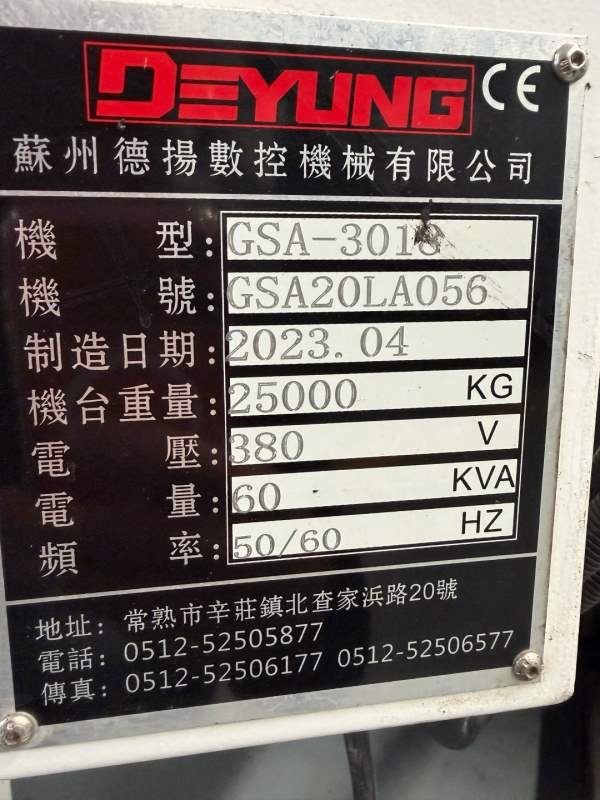 DEYUNG CE
蘇州德揚數控機械有限公司
機型:GSA-3018
機號:GSA20LA056
制造日期:2023.04
機台重量:25000 KG
電壓:380 V
電量:60 KVA
頻率:50/60 HZ
地址:常熟市辛莊鎮北查家浜路20號
電話:0512-52505877
傳真:0512-52506177 0512-52506577